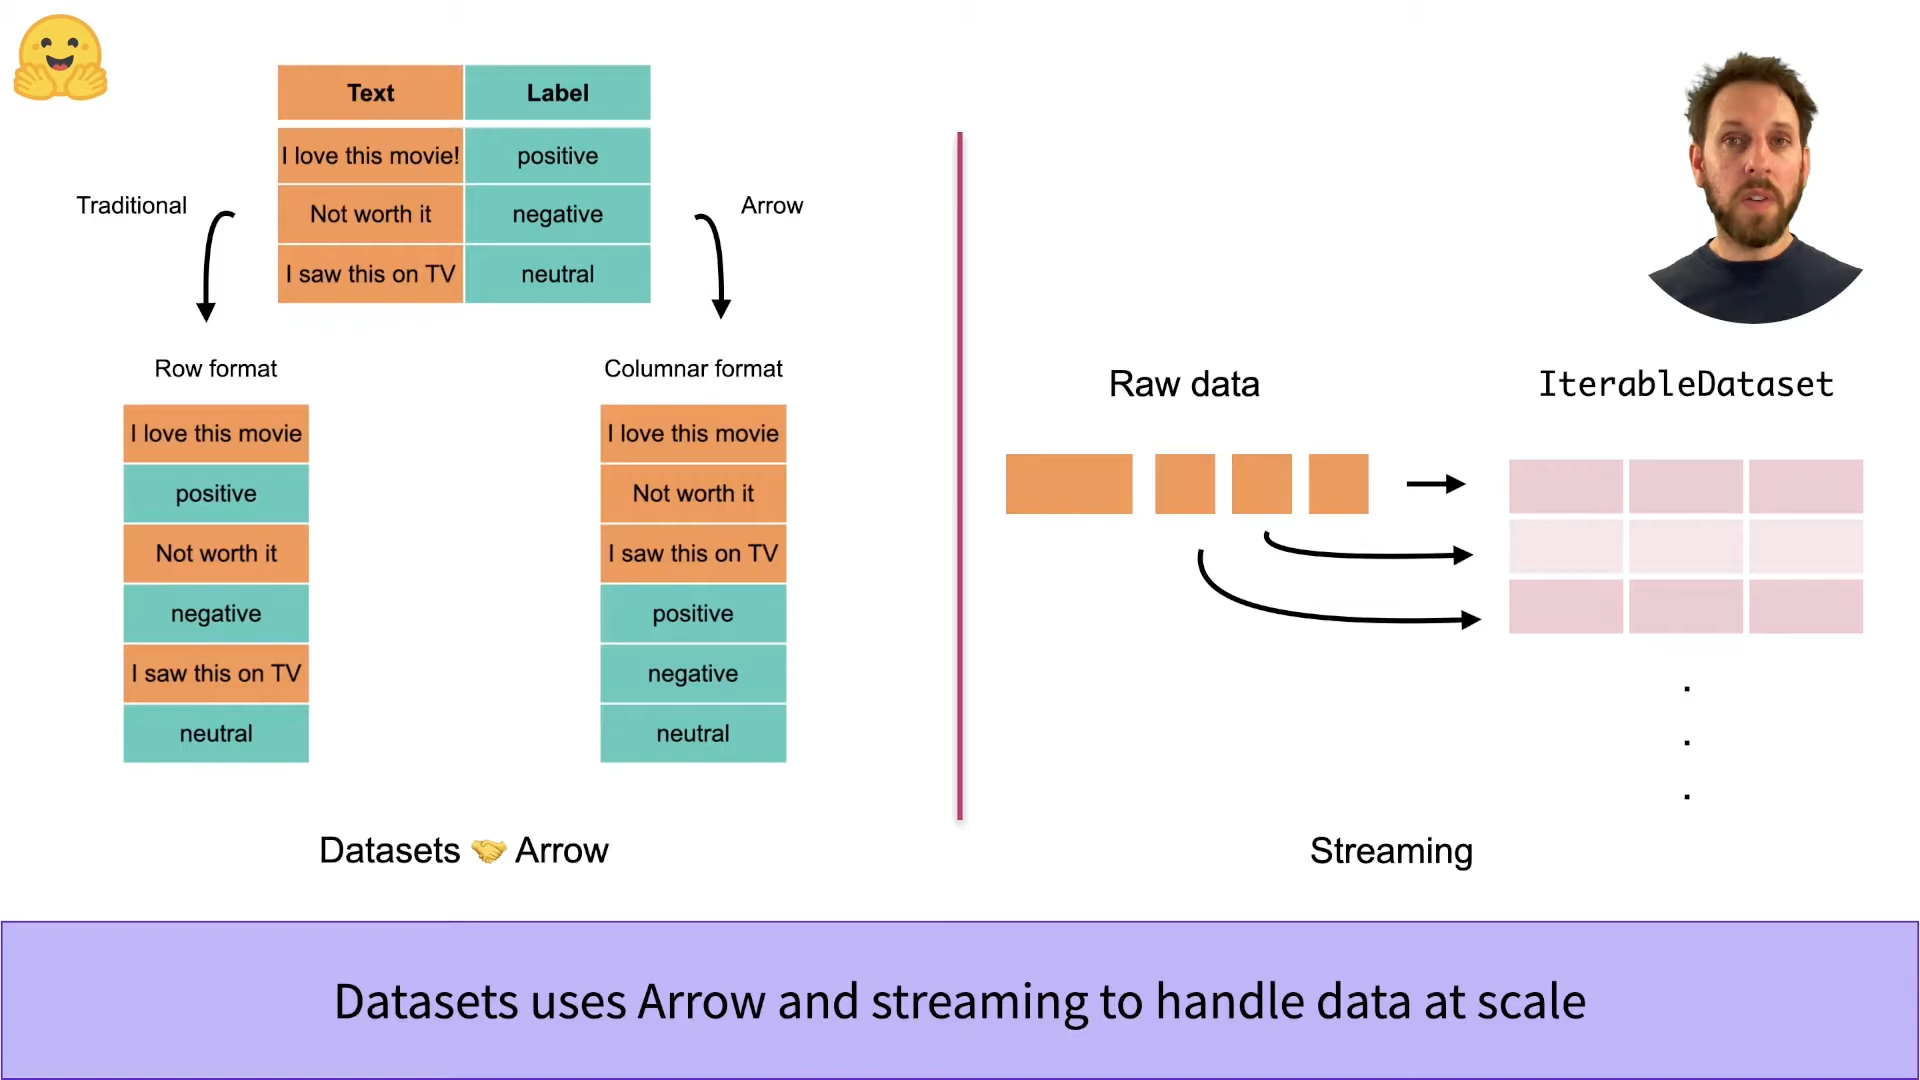 Text Label
I love this movie! positive
Not worth it negative
I saw this on TV neutral
Traditional
Arrow
Row format
I love this movie
positive
Not worth it
negative
I saw this on TV
neutral
Columnar format
I love this movie
Not worth it
I saw this on TV
positive
negative
neutral
Datasets 🤝 Arrow
Raw data
IterableDataset
.
.
.
Streaming
Datasets uses Arrow and streaming to handle data at scale